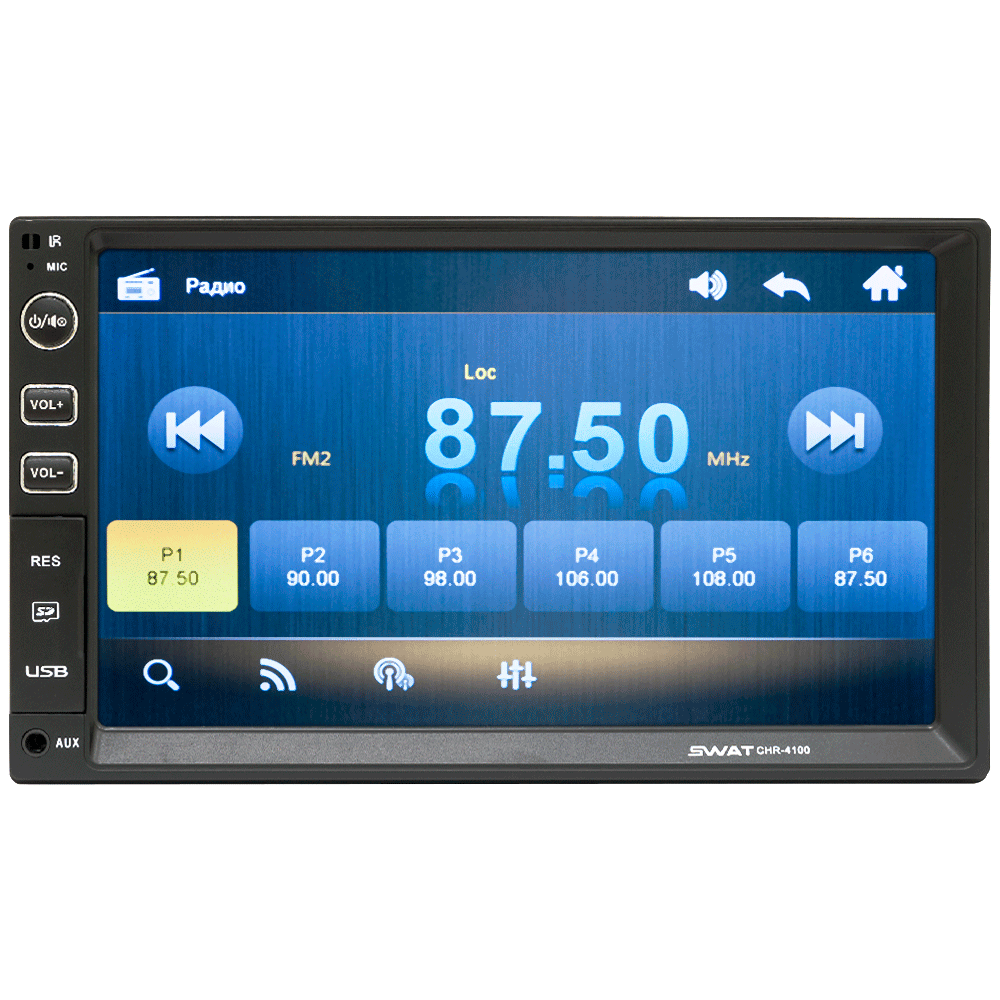 IR
MIC
VOL+
VOL-
RES
USB
AUX
Радио
Loc
FM2 87.50 MHz
P1 P2 P3 P4 P5 P6
87.50 90.00 98.00 106.00 108.00 87.50
SWAT CHR-4100